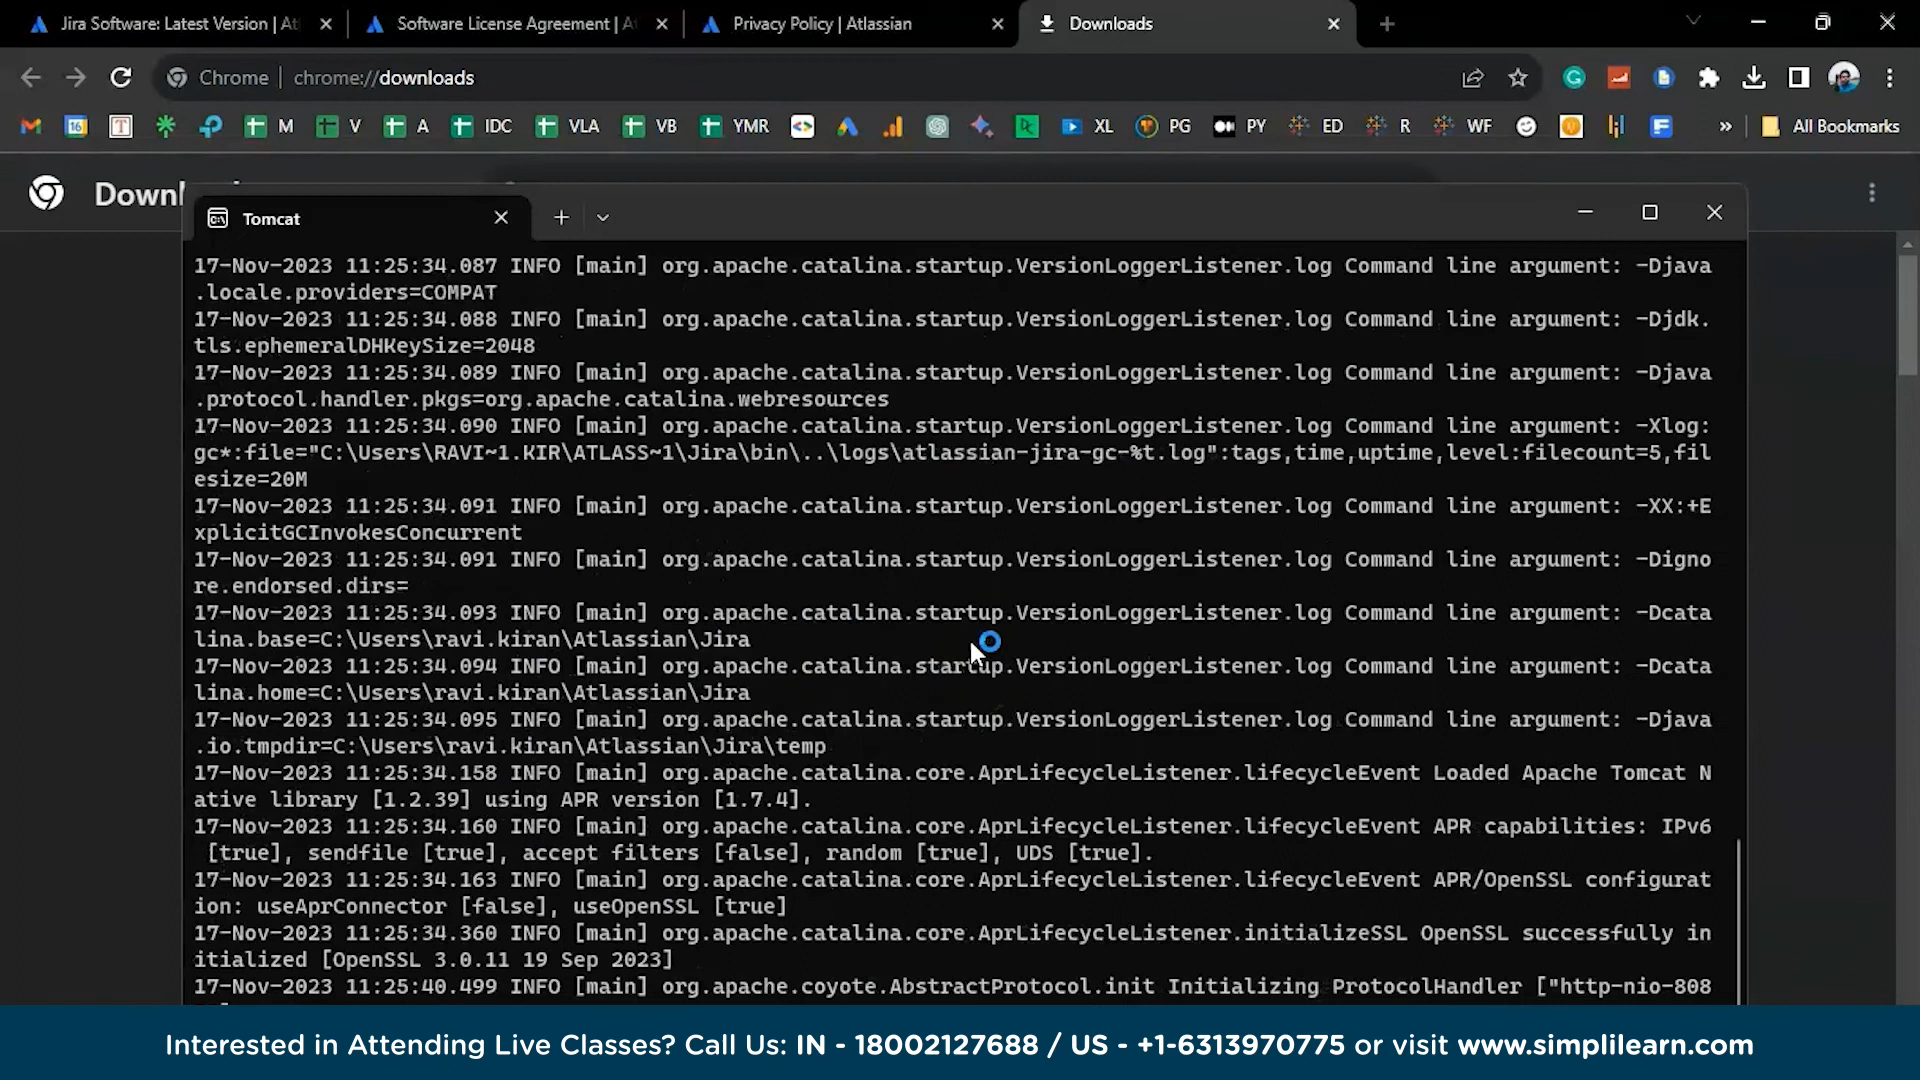 Jira Software: Latest Version | At
Software License Agreement | A
Privacy Policy | Atlassian
Downloads
Chrome
chrome://downloads
M
V
A
IDC
VLA
VB
YMR
XL
PG
PY
ED
R
WF
»
All Bookmarks
Downl
Tomcat
17-Nov-2023 11:25:34.087 INFO [main] org.apache.catalina.startup.VersionLoggerListener.log Command line argument: -Djava
.locale.providers=COMPAT
17-Nov-2023 11:25:34.088 INFO [main] org.apache.catalina.startup.VersionLoggerListener.log Command line argument: -Djdk.
tls.ephemeralDHKeySize=2048
17-Nov-2023 11:25:34.089 INFO [main] org.apache.catalina.startup.VersionLoggerListener.log Command line argument: -Djava
.protocol.handler.pkgs=org.apache.catalina.webresources
17-Nov-2023 11:25:34.090 INFO [main] org.apache.catalina.startup.VersionLoggerListener.log Command line argument: -Xlog:
gc*:file="C:\Users\RAVI~1.KIR\ATLASS~1\Jira\bin\..\logs\atlassian-jira-gc-%t.log":tags,time,uptime,level:filecount=5,fil
esize=20M
17-Nov-2023 11:25:34.091 INFO [main] org.apache.catalina.startup.VersionLoggerListener.log Command line argument: -XX:+E
xplicitGCInvokesConcurrent
17-Nov-2023 11:25:34.091 INFO [main] org.apache.catalina.startup.VersionLoggerListener.log Command line argument: -Digno
re.endorsed.dirs=
17-Nov-2023 11:25:34.093 INFO [main] org.apache.catalina.startup.VersionLoggerListener.log Command line argument: -Dcata
lina.base=C:\Users\ravi.kiran\Atlassian\Jira
17-Nov-2023 11:25:34.094 INFO [main] org.apache.catalina.startup.VersionLoggerListener.log Command line argument: -Dcata
lina.home=C:\Users\ravi.kiran\Atlassian\Jira
17-Nov-2023 11:25:34.095 INFO [main] org.apache.catalina.startup.VersionLoggerListener.log Command line argument: -Djava
.io.tmpdir=C:\Users\ravi.kiran\Atlassian\Jira\temp
17-Nov-2023 11:25:34.158 INFO [main] org.apache.catalina.core.AprLifecycleListener.lifecycleEvent Loaded Apache Tomcat N
ative library [1.2.39] using APR version [1.7.4].
17-Nov-2023 11:25:34.160 INFO [main] org.apache.catalina.core.AprLifecycleListener.lifecycleEvent APR capabilities: IPv6
[true], sendfile [true], accept filters [false], random [true], UDS [true].
17-Nov-2023 11:25:34.163 INFO [main] org.apache.catalina.core.AprLifecycleListener.lifecycleEvent APR/OpenSSL configurat
ion: useAprConnector [false], useOpenSSL [true]
17-Nov-2023 11:25:34.360 INFO [main] org.apache.catalina.core.AprLifecycleListener.initializeSSL OpenSSL successfully in
itialized [OpenSSL 3.0.11 19 Sep 2023]
17-Nov-2023 11:25:40.499 INFO [main] org.apache.coyote.AbstractProtocol.init Initializing ProtocolHandler ["http-nio-808
Interested in Attending Live Classes? Call Us: IN - 18002127688 / US - +1-6313970775 or visit www.simplilearn.com